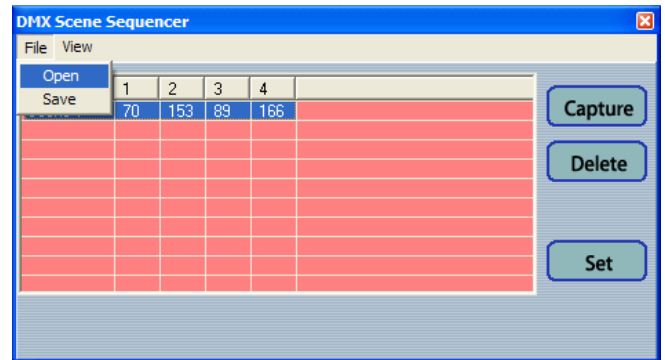 DMX Scene Sequencer
File View
Open
Save
1 2 3 4
70 153 89 166
Capture
Delete
Set